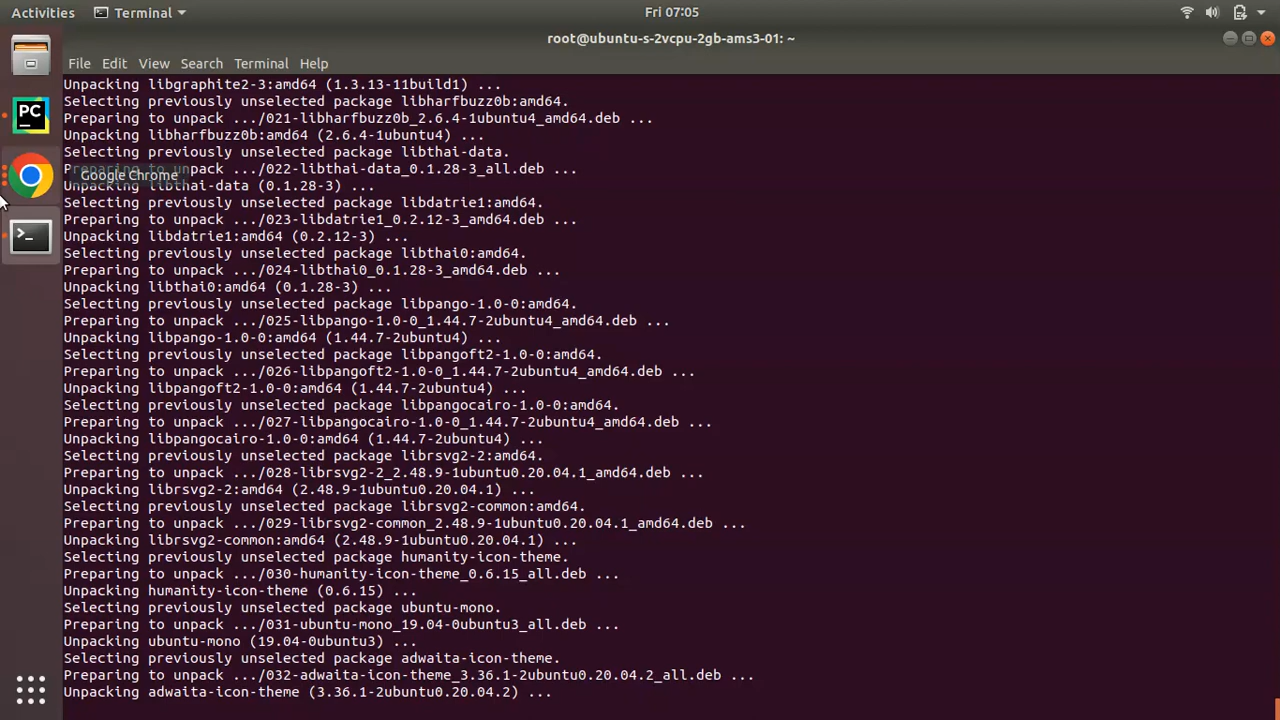 Activities Terminal Fri 07:05
root@ubuntu-s-2vcpu-2gb-ams3-01: ~
File Edit View Search Terminal Help
PC
Google Chrome
Unpacking libgraphite2-3:amd64 (1.3.13-11build1) ...
Selecting previously unselected package libharfbuzz0b:amd64.
Preparing to unpack .../021-libharfbuzz0b_2.6.4-1ubuntu4_amd64.deb ...
Unpacking libharfbuzz0b:amd64 (2.6.4-1ubuntu4) ...
Selecting previously unselected package libthai-data.
Preparing to unpack .../022-libthai-data_0.1.28-3_all.deb ...
Unpacking libthai-data (0.1.28-3) ...
Selecting previously unselected package libdatrie1:amd64.
Preparing to unpack .../023-libdatrie1_0.2.12-3_amd64.deb ...
Unpacking libdatrie1:amd64 (0.2.12-3) ...
Selecting previously unselected package libthai0:amd64.
Preparing to unpack .../024-libthai0_0.1.28-3_amd64.deb ...
Unpacking libthai0:amd64 (0.1.28-3) ...
Selecting previously unselected package libpango-1.0-0:amd64.
Preparing to unpack .../025-libpango-1.0-0_1.44.7-2ubuntu4_amd64.deb ...
Unpacking libpango-1.0-0:amd64 (1.44.7-2ubuntu4) ...
Selecting previously unselected package libpangoft2-1.0-0:amd64.
Preparing to unpack .../026-libpangoft2-1.0-0_1.44.7-2ubuntu4_amd64.deb ...
Unpacking libpangoft2-1.0-0:amd64 (1.44.7-2ubuntu4) ...
Selecting previously unselected package libpangocairo-1.0-0:amd64.
Preparing to unpack .../027-libpangocairo-1.0-0_1.44.7-2ubuntu4_amd64.deb ...
Unpacking libpangocairo-1.0-0:amd64 (1.44.7-2ubuntu4) ...
Selecting previously unselected package librsvg2-2:amd64.
Preparing to unpack .../028-librsvg2-2_2.48.9-1ubuntu0.20.04.1_amd64.deb ...
Unpacking librsvg2-2:amd64 (2.48.9-1ubuntu0.20.04.1) ...
Selecting previously unselected package librsvg2-common:amd64.
Preparing to unpack .../029-librsvg2-common_2.48.9-1ubuntu0.20.04.1_amd64.deb ...
Unpacking librsvg2-common:amd64 (2.48.9-1ubuntu0.20.04.1) ...
Selecting previously unselected package humanity-icon-theme.
Preparing to unpack .../030-humanity-icon-theme_0.6.15_all.deb ...
Unpacking humanity-icon-theme (0.6.15) ...
Selecting previously unselected package ubuntu-mono.
Preparing to unpack .../031-ubuntu-mono_19.04-0ubuntu3_all.deb ...
Unpacking ubuntu-mono (19.04-0ubuntu3) ...
Selecting previously unselected package adwaita-icon-theme.
Preparing to unpack .../032-adwaita-icon-theme_3.36.1-2ubuntu0.20.04.2_all.deb ...
Unpacking adwaita-icon-theme (3.36.1-2ubuntu0.20.04.2) ...